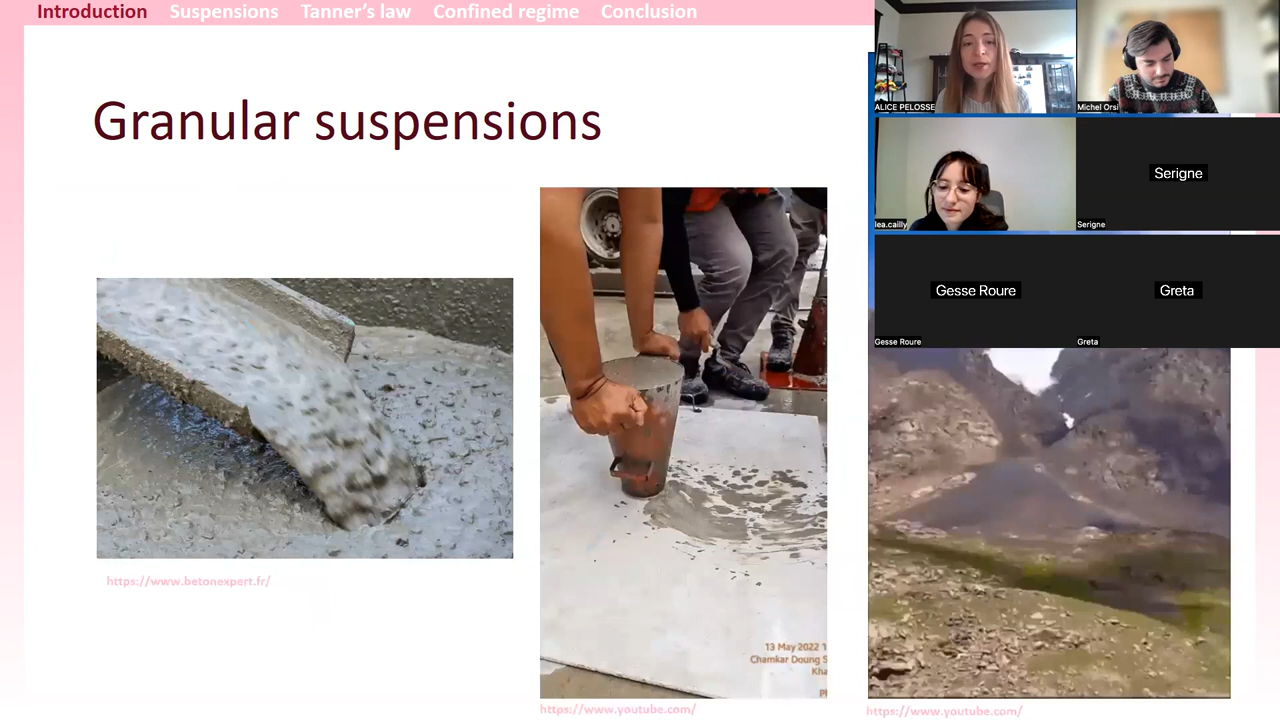 Introduction Suspensions Tanner's law Confined regime Conclusion
Granular suspensions
https://www.betonexpert.fr/
13 May 2022 1
Chamkar Doung S
Kha
https://www.youtube.com/
https://www.youtube.com/
ALICE PELOSSE
Michel Orsi
lea.cailly
Serigne
Serigne
Gesse Roure
Greta
Gesse Roure
Greta